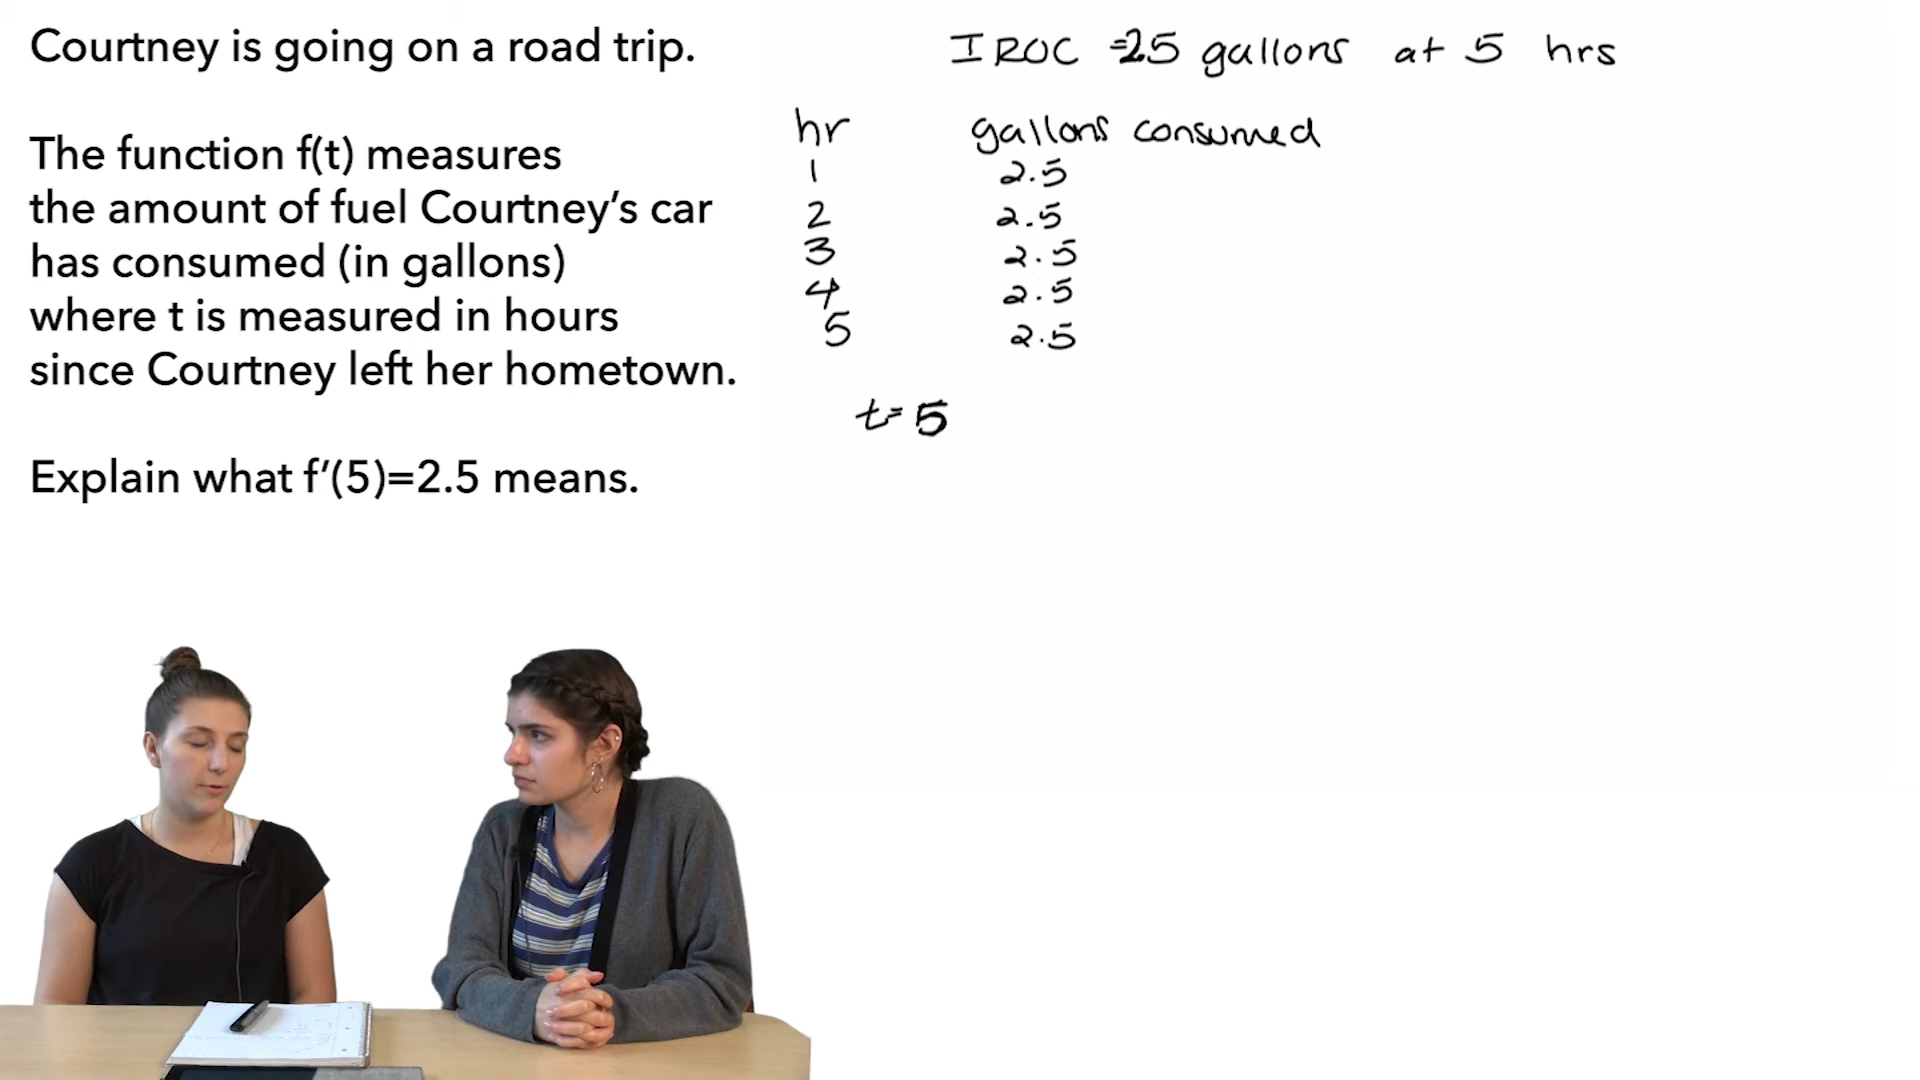 Courtney is going on a road trip.
The function f(t) measures
the amount of fuel Courtney’s car
has consumed (in gallons)
where t is measured in hours
since Courtney left her hometown.
Explain what f’(5)=2.5 means.
IROC = 2.5 gallons at 5 hrs
hr gallons consumed
1 2.5
2 2.5
3 2.5
4 2.5
5 2.5
t= 5